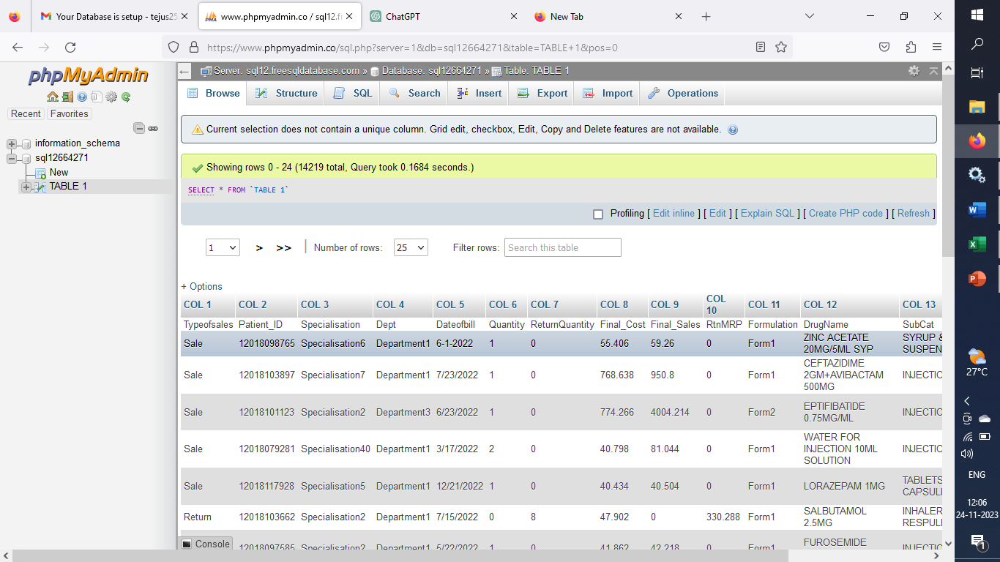 Your Database is setup - tejus25
www.phpmyadmin.co / sql12.fr
ChatGPT
New Tab
https://www.phpmyadmin.co/sql.php?server=1&db=sql12664271&table=TABLE+1&pos=0
phpMyAdmin
Recent Favorites
information_schema
sql12664271
New
TABLE 1
Server: sql12.freesqldatabase.com » Database: sql12664271 » Table: TABLE 1
Browse Structure SQL Search Insert Export Import Operations
Current selection does not contain a unique column. Grid edit, checkbox, Edit, Copy and Delete features are not available.
Showing rows 0 - 24 (14219 total, Query took 0.1684 seconds.)
SELECT * FROM `TABLE 1`
Profiling [ Edit inline ] [ Edit ] [ Explain SQL ] [ Create PHP code ] [ Refresh ]
1 > >> Number of rows: 25 Filter rows: Search this table
+ Options
COL 1 COL 2 COL 3 COL 4 COL 5 COL 6 COL 7 COL 8 COL 9 COL 10 COL 11 COL 12 COL 13
Typeofsales Patient_ID Specialisation Dept Dateofbill Quantity ReturnQuantity Final_Cost Final_Sales RtnMRP Formulation DrugName SubCat
Sale 12018098765 Specialisation6 Department1 6-1-2022 1 0 55.406 59.26 0 Form1 ZINC ACETATE 20MG/5ML SYP SYRUP & SUSPEN
Sale 12018103897 Specialisation7 Department1 7/23/2022 1 0 768.638 950.8 0 Form1 CEFTAZIDIME 2GM+AVIBACTAM 500MG INJECTIO
Sale 12018101123 Specialisation2 Department3 6/23/2022 1 0 774.266 4004.214 0 Form2 EPTIFIBATIDE 0.75MG/ML INJECTIO
Sale 12018079281 Specialisation40 Department1 3/17/2022 2 0 40.798 81.044 0 Form1 WATER FOR INJECTION 10ML SOLUTION INJECTIO
Sale 12018117928 Specialisation5 Department1 12/21/2022 1 0 40.434 40.504 0 Form1 LORAZEPAM 1MG TABLETS CAPSUL
Return 12018103662 Specialisation2 Department1 7/15/2022 0 8 47.902 0 330.288 Form1 SALBUTAMOL 2.5MG INHALER RESPUL
12018097585 Specialisation2 Department1 5/22/2022 1 0 41.862 42.218 0 Form1 FUROSEMIDE INJECTIO
Console
27°C
ENG
12:06
24-11-2023
1